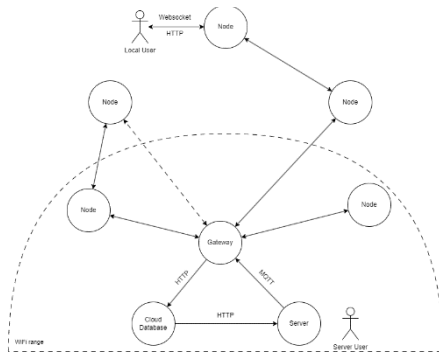 Websocket
HTTP
Local User
Node
Node
Node
Node
Node
Gateway
HTTP
MQTT
Cloud
Database
HTTP
Server
Server User
WiFi range